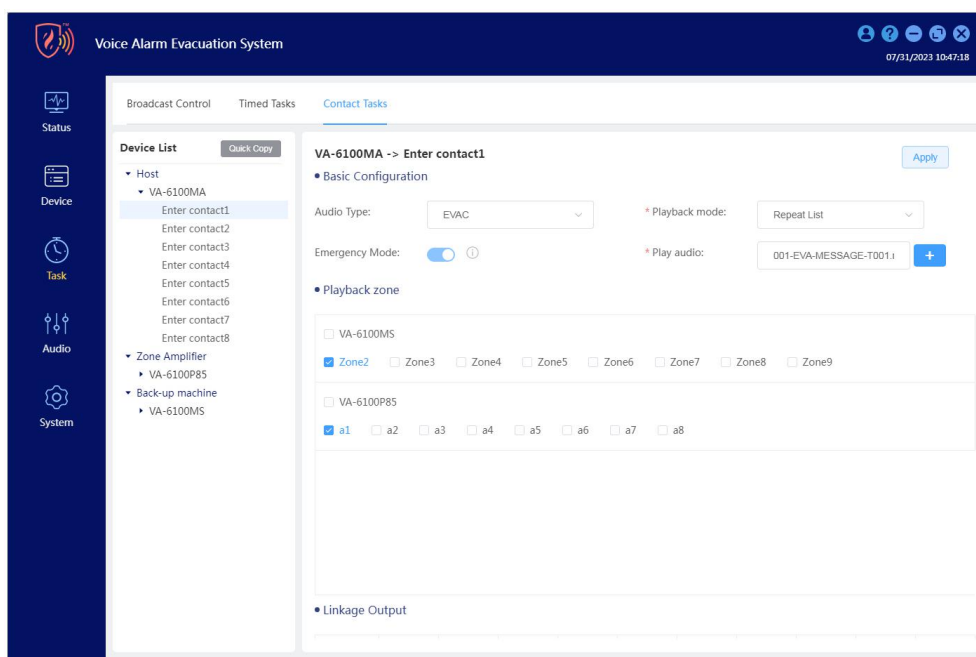 Voice Alarm Evacuation System
07/31/2023 10:47:18
Status
Device
Task
Audio
System
Broadcast Control Timed Tasks Contact Tasks
Device List Quick Copy
Host
VA-6100MA
Enter contact1
Enter contact2
Enter contact3
Enter contact4
Enter contact5
Enter contact6
Enter contact7
Enter contact8
Zone Amplifier
VA-6100P85
Back-up machine
VA-6100MS
VA-6100MA -> Enter contact1
Apply
• Basic Configuration
Audio Type: EVAC * Playback mode: Repeat List
Emergency Mode: * Play audio: 001-EVA-MESSAGE-T001. +
• Playback zone
VA-6100MS
Zone2 Zone3 Zone4 Zone5 Zone6 Zone7 Zone8 Zone9
VA-6100P85
a1 a2 a3 a4 a5 a6 a7 a8
• Linkage Output